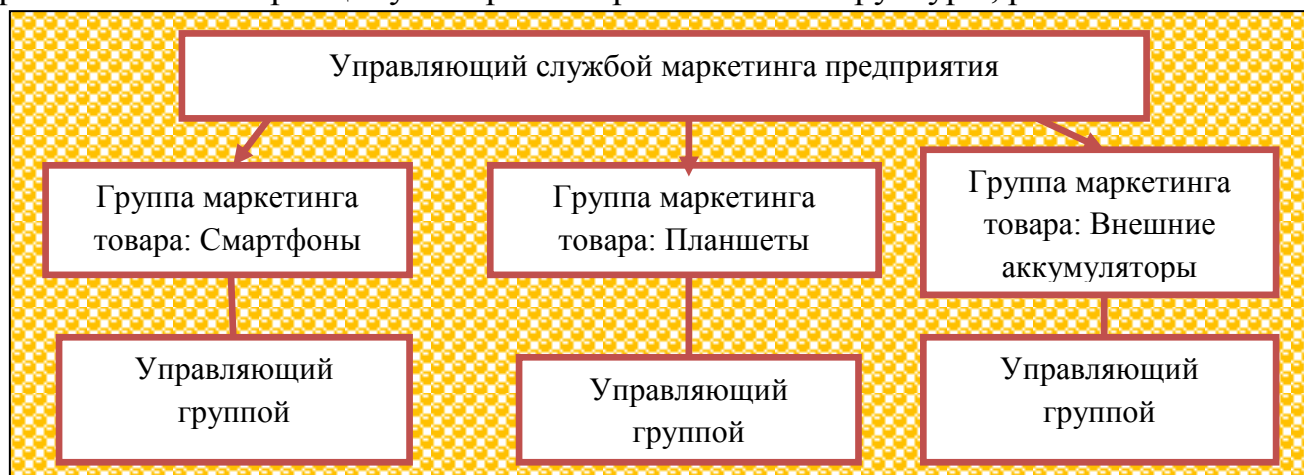 Управляющий службой маркетинга предприятия
Группа маркетинга
товара: Смартфоны
Группа маркетинга
товара: Планшеты
Группа маркетинга
товара: Внешние
аккумуляторы
Управляющий
группой
Управляющий
группой
Управляющий
группой